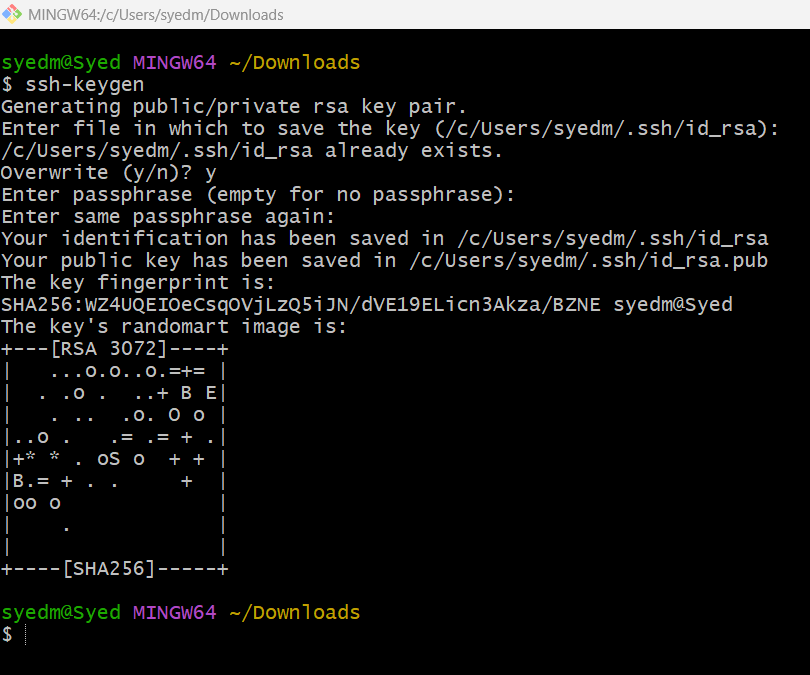 MINGW64:/c/Users/syedm/Downloads
syedm@Syed MINGW64 ~/Downloads
$ ssh-keygen
Generating public/private rsa key pair.
Enter file in which to save the key (/c/Users/syedm/.ssh/id_rsa):
/c/Users/syedm/.ssh/id_rsa already exists.
Overwrite (y/n)? y
Enter passphrase (empty for no passphrase):
Enter same passphrase again:
Your identification has been saved in /c/Users/syedm/.ssh/id_rsa
Your public key has been saved in /c/Users/syedm/.ssh/id_rsa.pub
The key fingerprint is:
SHA256:WZ4UQEIOeCsqOVjLzQ5iJN/dVE19ELicn3Akza/BZNE syedm@Syed
The key's randomart image is:
+---[RSA 3072]----+
|   ...o.o..o.=+= |
|  . .o .  ..+ B E|
|   . ..  .o. O o |
|..o .   .= .= + .|
|+* * . oS o  + + |
|B.= + . .     +  |
|oo o             |
|    .            |
|                 |
+----[SHA256]-----+
syedm@Syed MINGW64 ~/Downloads
$